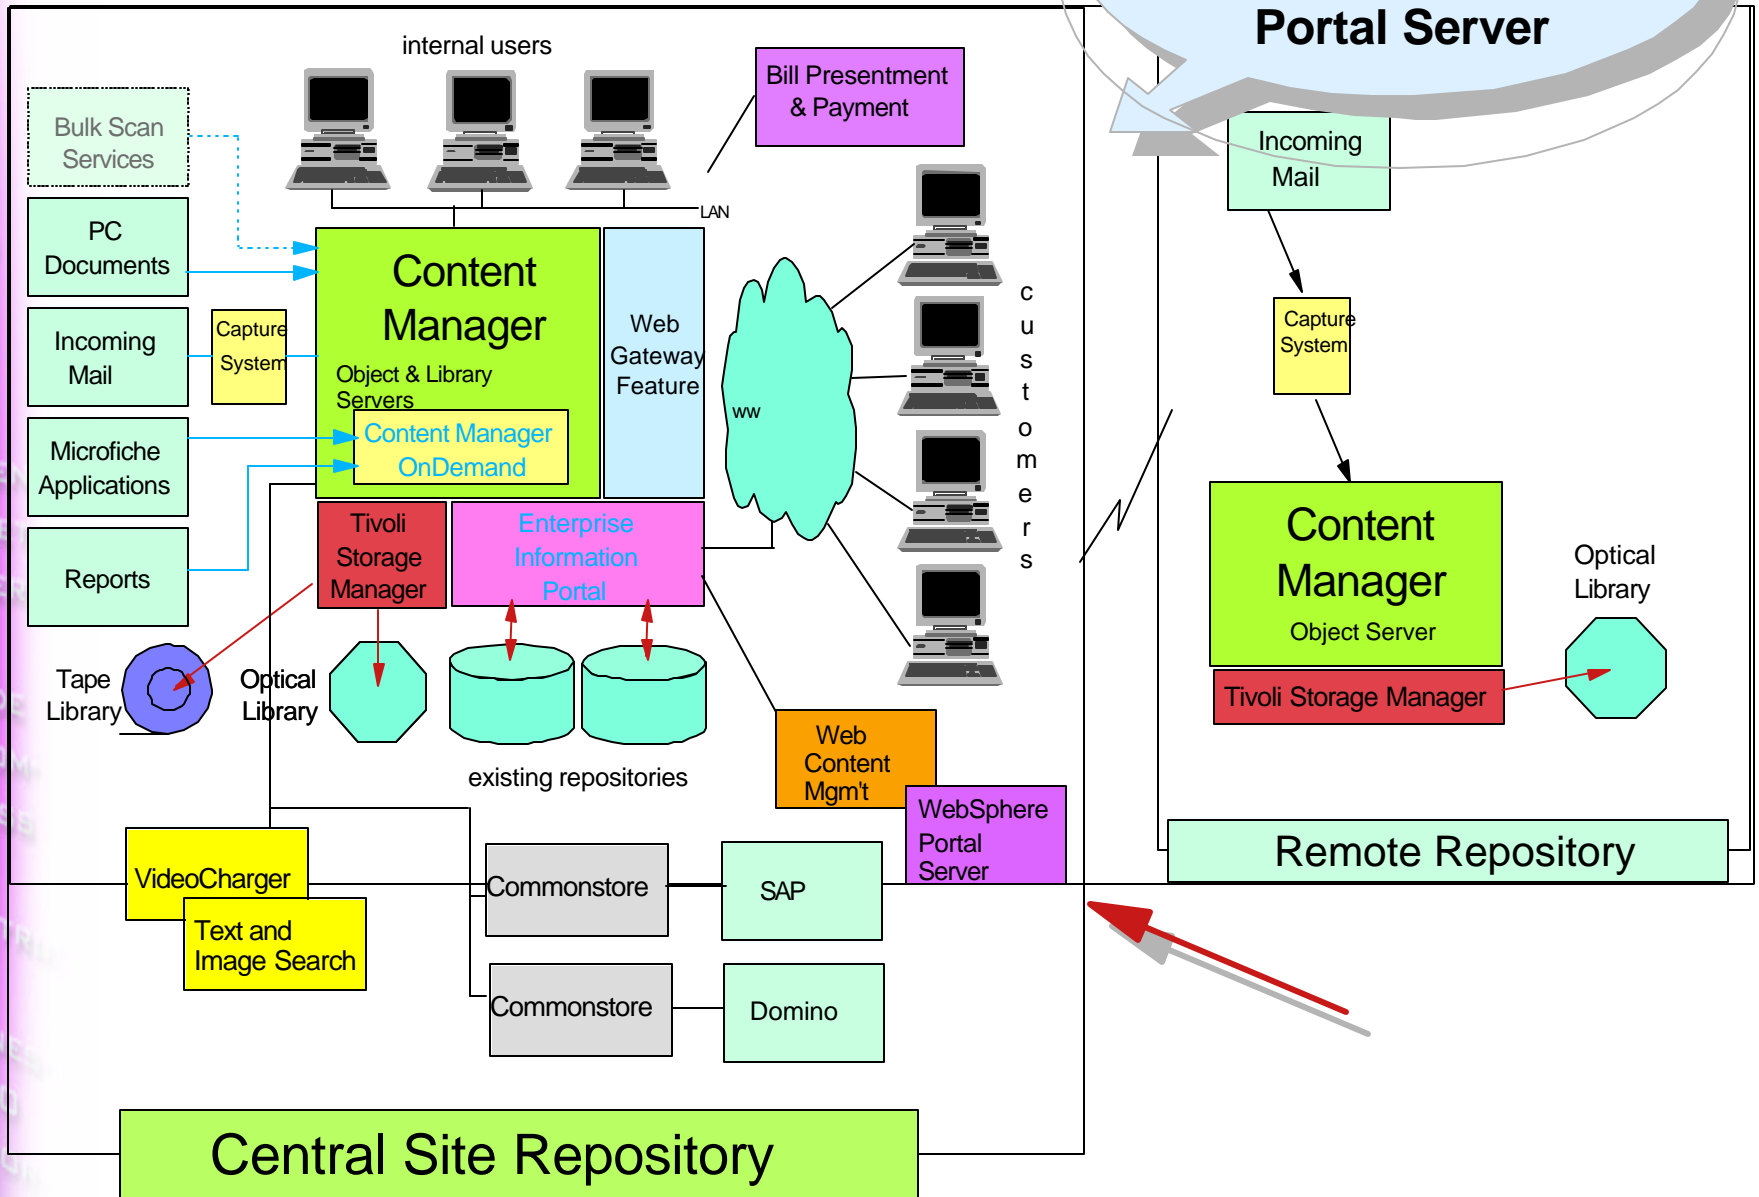 Portal Server
internal users
Bill Presentment
& Payment
Bulk Scan
Services
Incoming
Mail
PC
Documents
LAN
Content
Manager
Object & Library
Servers
Web
Gateway
Feature
Incoming
Mail
Capture
System
Content Manager
OnDemand
Microfiche
Applications
Reports
ww
c
u
s
t
o
m
e
r
s
Capture
System
Tivoli
Storage
Manager
Enterprise
Information
Portal
Content
Manager
Object Server
Optical
Library
Tivoli Storage Manager
Tape
Library
Optical
Library
existing repositories
Web
Content
Mgm't
WebSphere
Portal
Server
Remote Repository
VideoCharger
Text and
Image Search
Commonstore
SAP
Commonstore
Domino
Central Site Repository